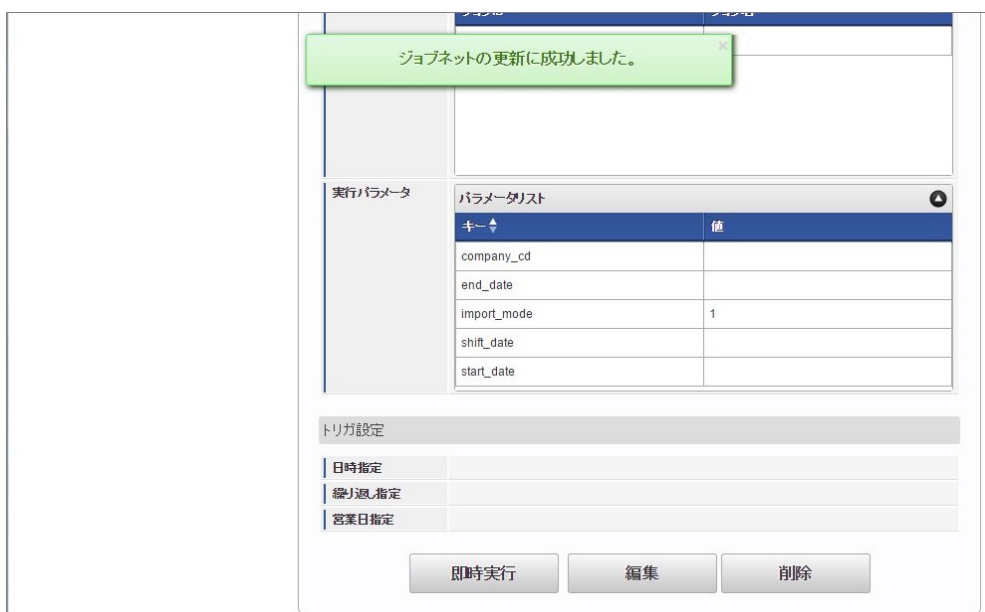 ジョブネットの更新に成功しました。
×
実行パラメータ
パラメータリスト
キー 値
company_cd
end_date
import_mode 1
shift_date
start_date
トリガ設定
日時指定
繰り返し指定
営業日指定
即時実行 編集 削除